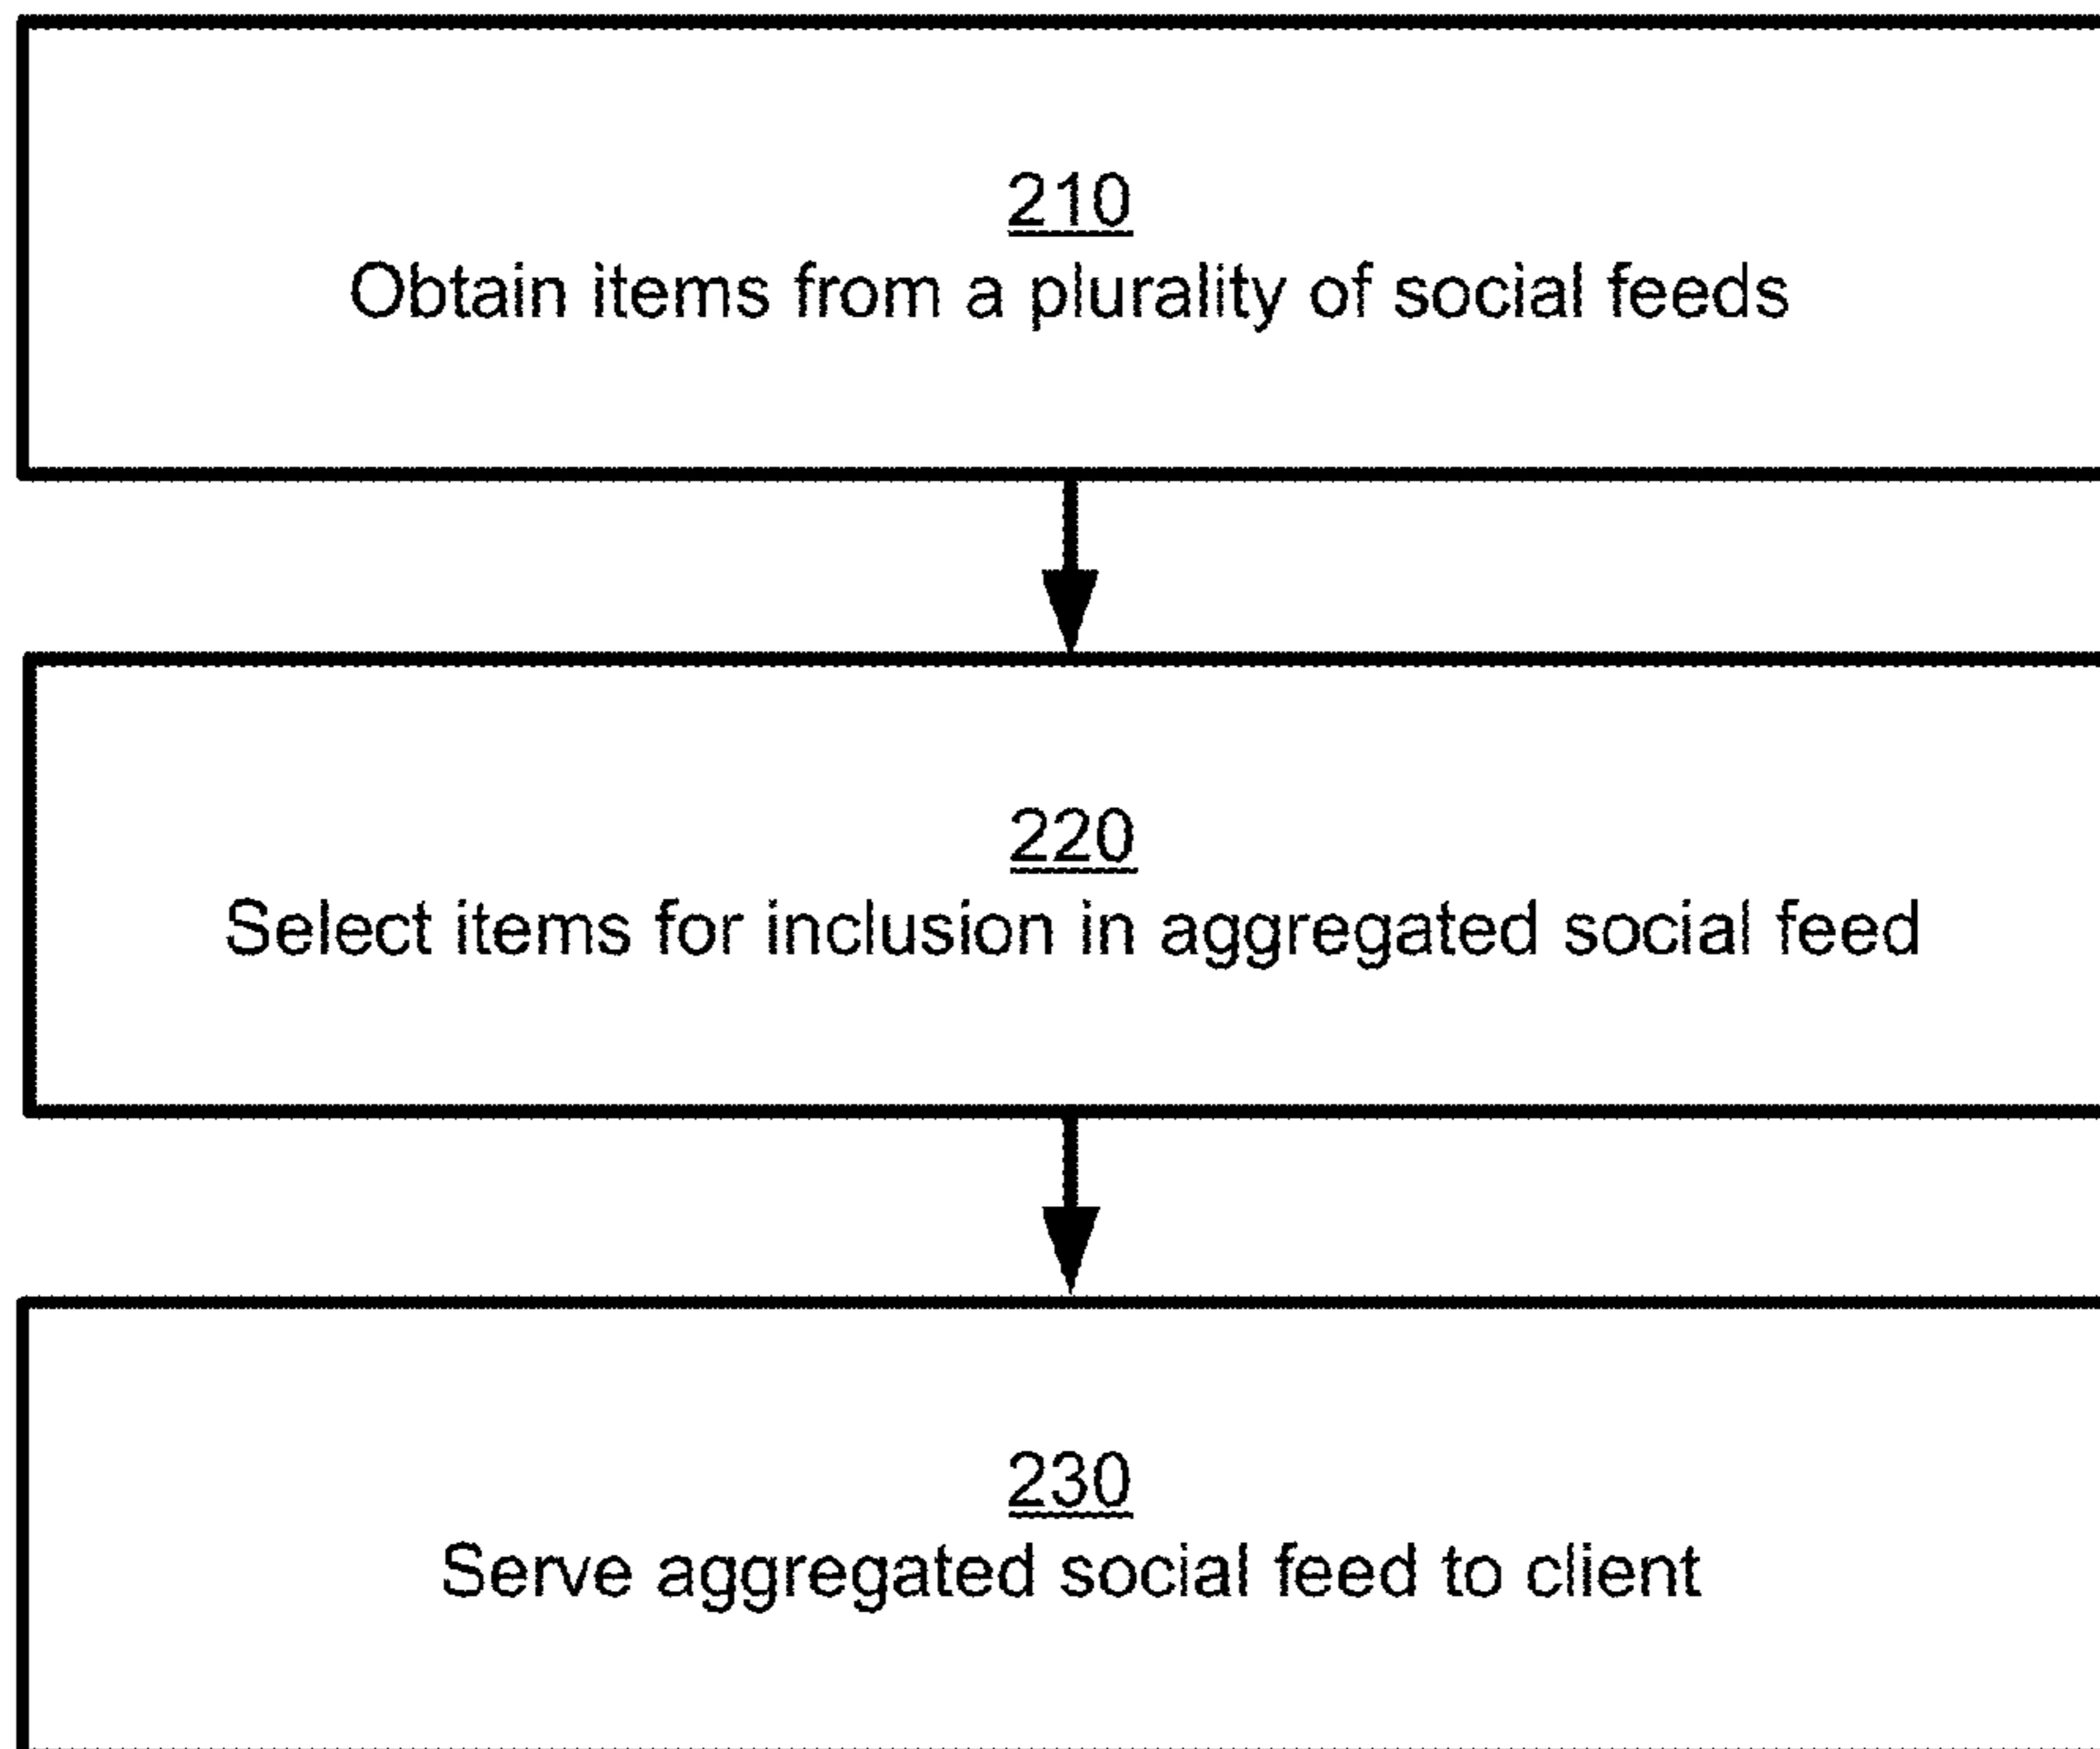 210
Obtain items from a plurality of social feeds
220
Select items for inclusion in aggregated social feed
230
Serve aggregated social feed to client